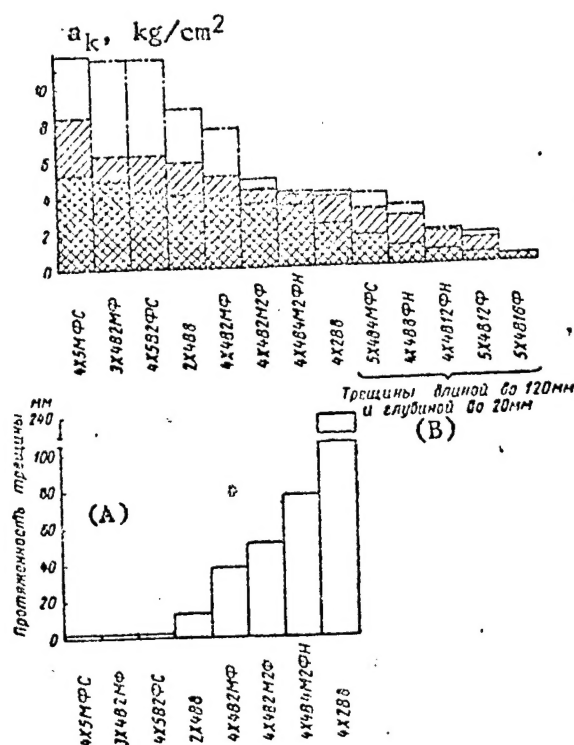 a_k, kg/cm²
10
8
6
4
2
0
4Х5МФС
3Х4В2МФ
4Х5В2ФС
2Х4В8
4Х4В2МФ
4Х4В2М2Ф
4Х4В4М2ФН
4Х2В8
5Х4В4МФС
4Х4В8ФН
4Х4В12ФН
5Х4В12Ф
5Х4В16Ф
Трещины длиной до 120мм
и глубиной до 20мм
(B)
Протяженность трещины
мм
240
100
80
60
40
20
0
(A)
4Х5МФС
3Х4В2МФ
4Х5В2ФС
2Х4В8
4Х4В2МФ
4Х4В2М2Ф
4Х4В4М2ФН
4Х2В8